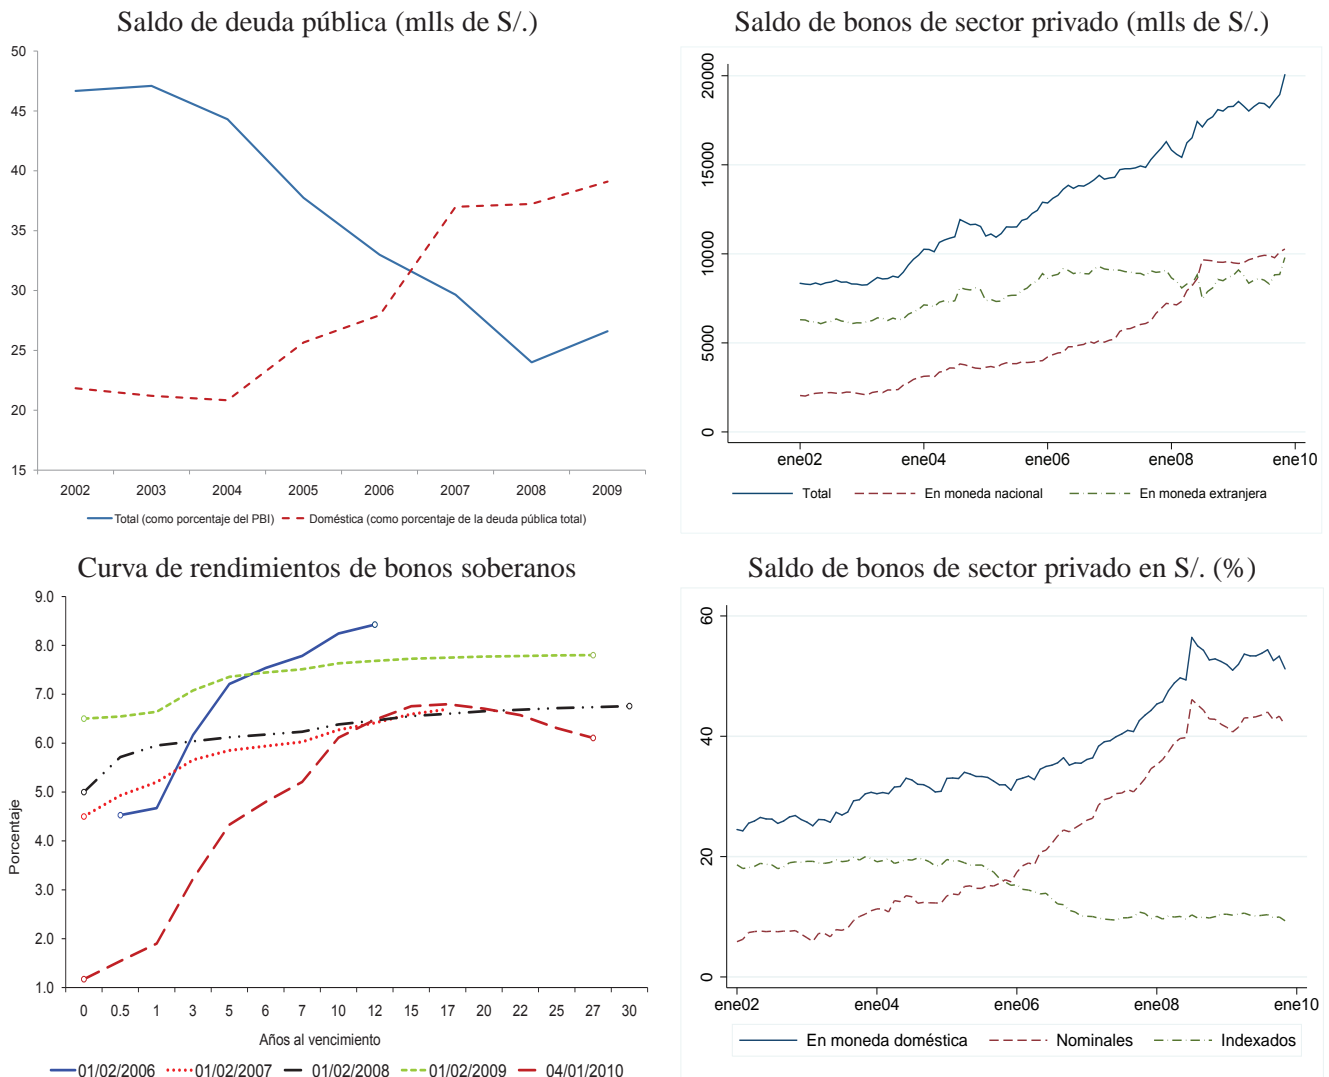 Saldo de deuda pública (mlls de S/.)
50
45
40
35
30
25
20
15
2002 2003 2004 2005 2006 2007 2008 2009
Total (como porcentaje del PBI) Doméstica (como porcentaje de la deuda pública total)
Saldo de bonos de sector privado (mlls de S/.)
20000
15000
10000
5000
0
ene02 ene04 ene06 ene08 ene10
Total En moneda nacional En moneda extranjera
Curva de rendimientos de bonos soberanos
9.0
8.0
7.0
6.0
5.0
4.0
3.0
2.0
1.0
Porcentaje
0 0.5 1 3 5 6 7 10 12 15 17 20 22 25 27 30
Años al vencimiento
01/02/2006 01/02/2007 01/02/2008 01/02/2009 04/01/2010
Saldo de bonos de sector privado en S/. (%)
60
40
20
0
ene02 ene04 ene06 ene08 ene10
En moneda doméstica Nominales Indexados